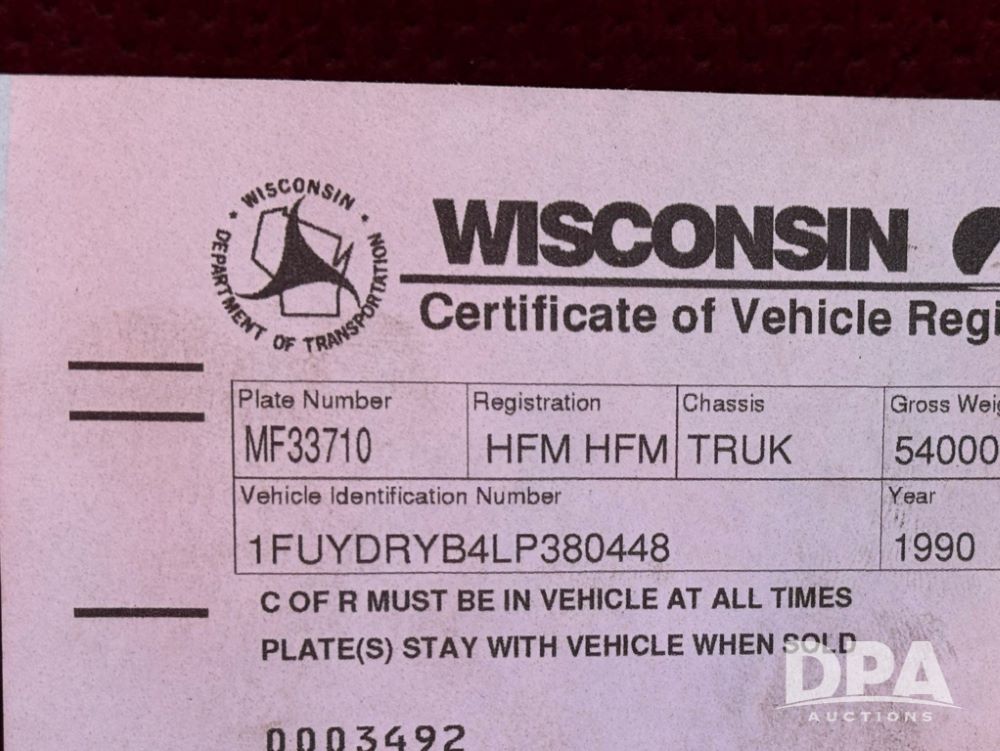 WISCONSIN
DEPARTMENT OF TRANSPORTATION
WISCONSIN
Certificate of Vehicle Regi
Plate Number Registration Chassis Gross Weig
MF33710 HFM HFM TRUK 54000
Vehicle Identification Number Year
1FUYDRYB4LP380448 1990
C OF R MUST BE IN VEHICLE AT ALL TIMES
PLATE(S) STAY WITH VEHICLE WHEN SOLD
DPA
AUCTIONS
0003492